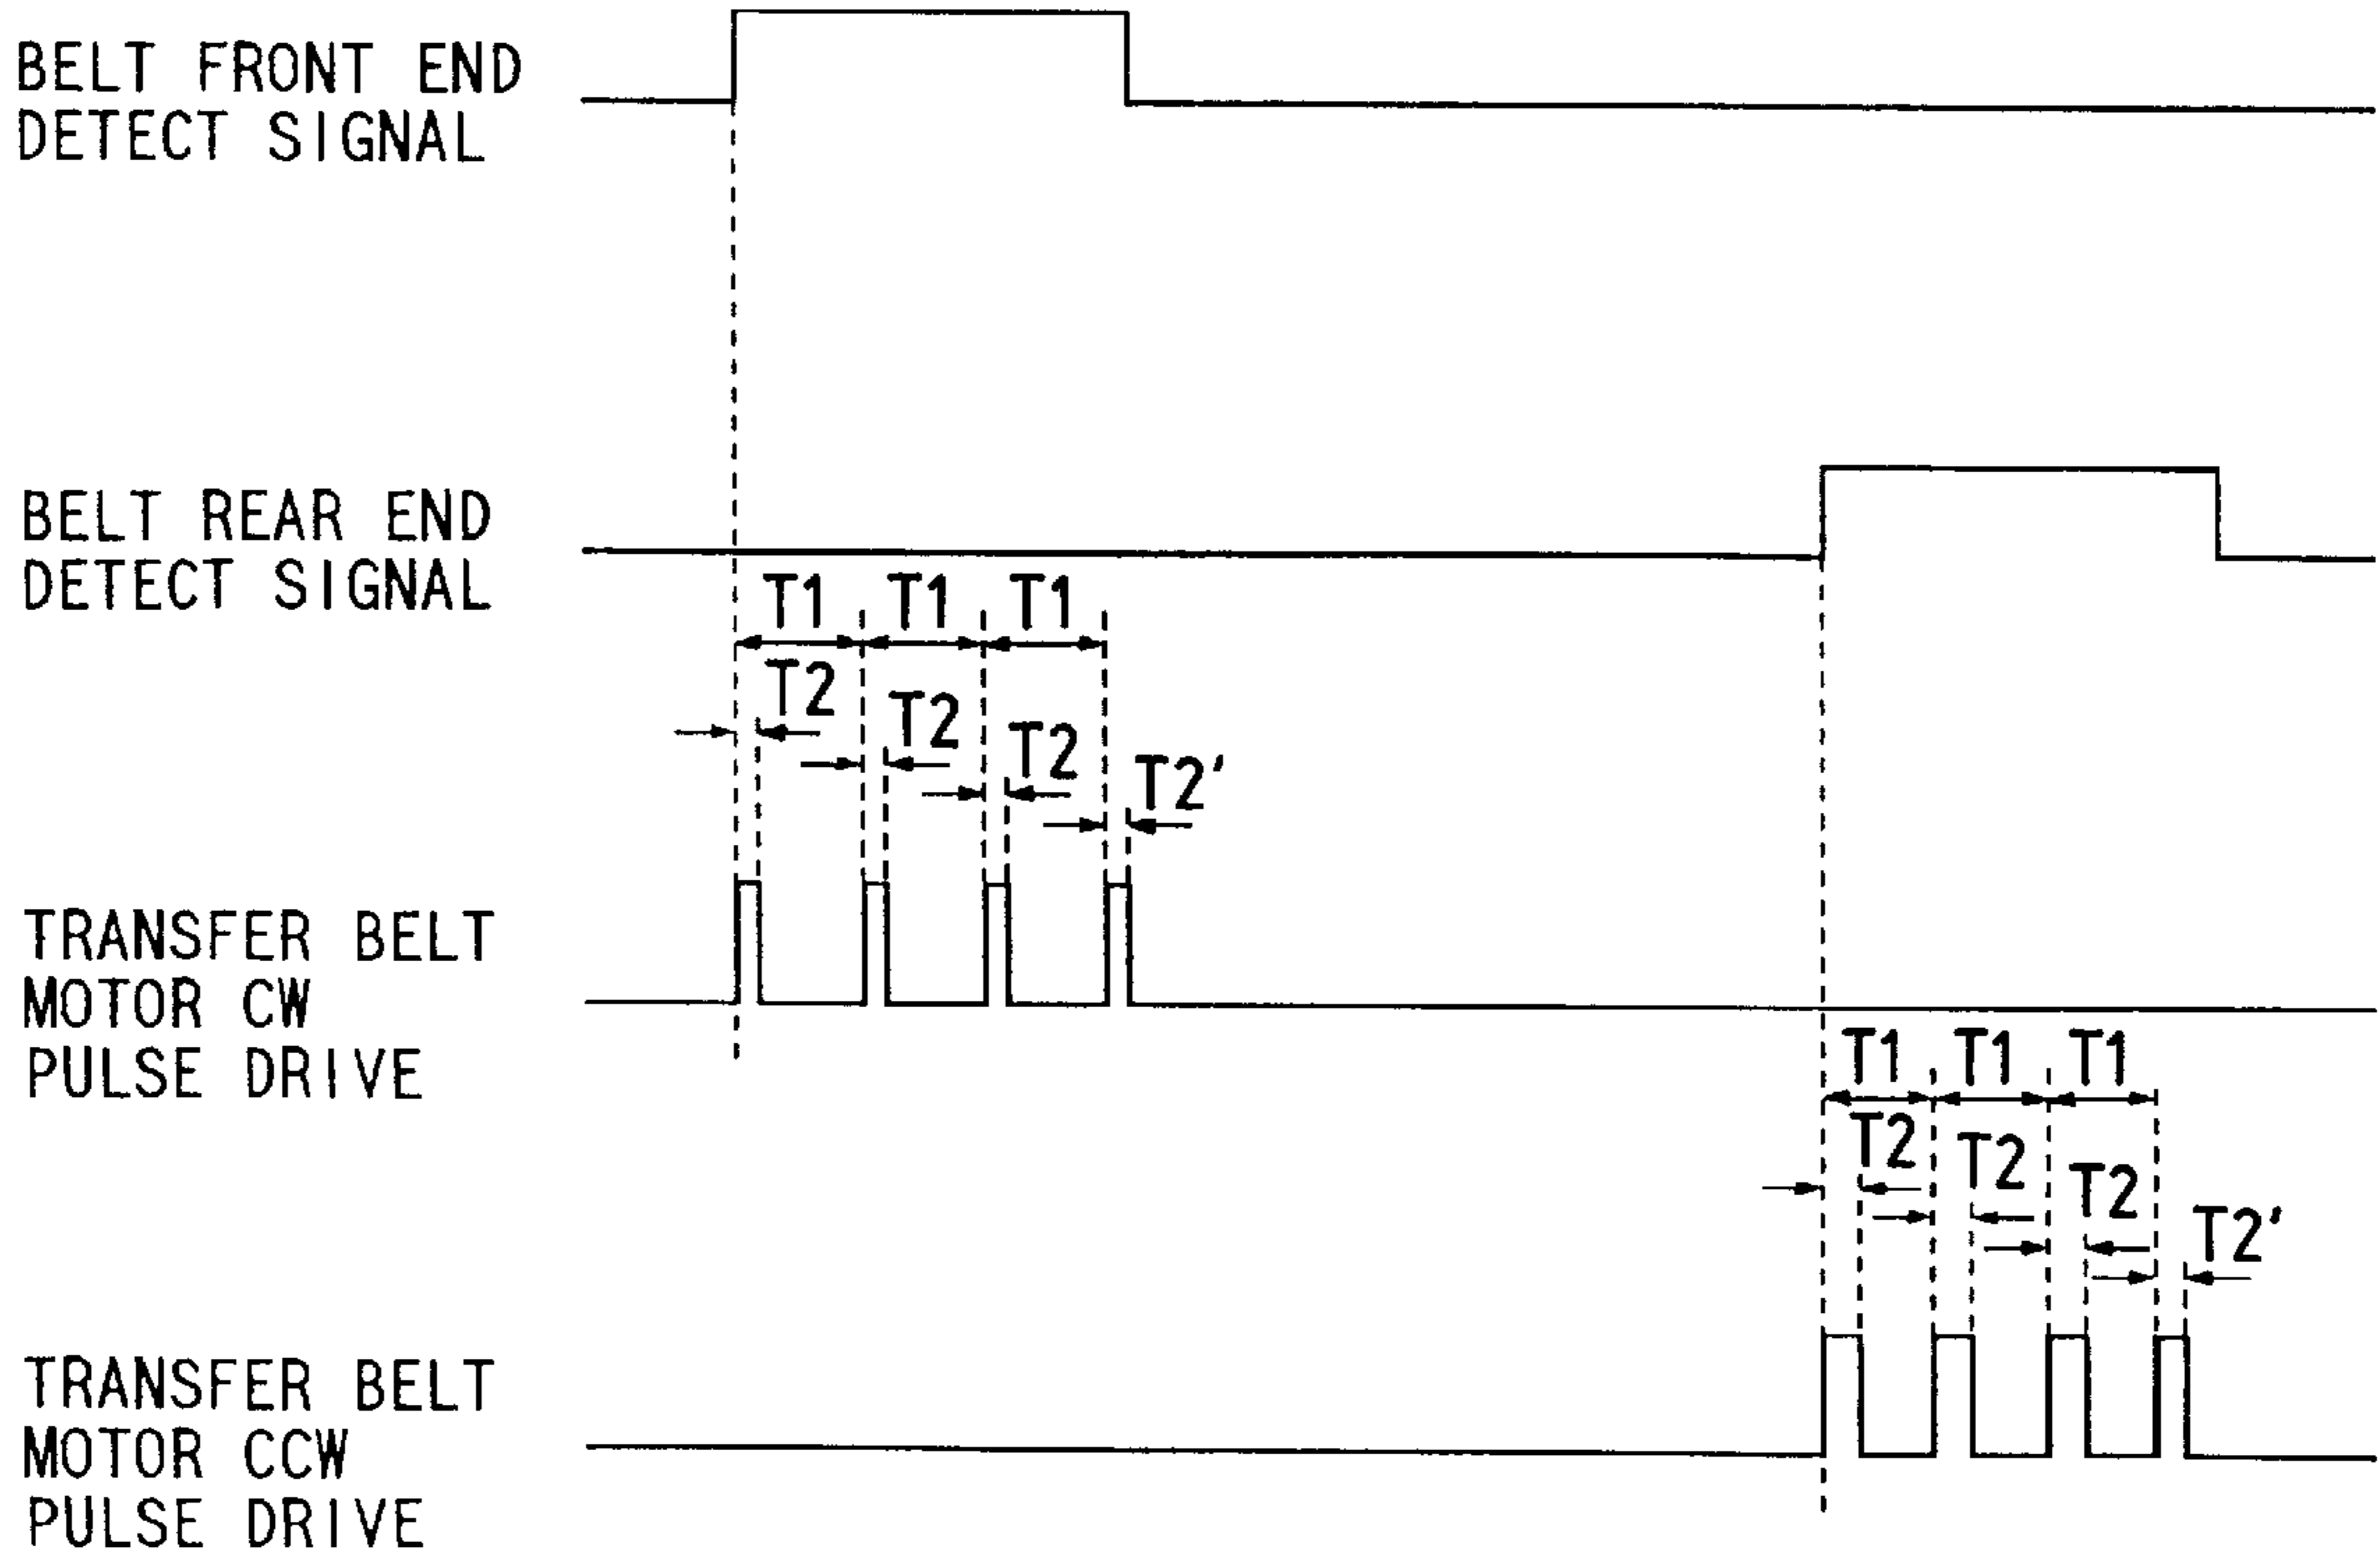 BELT FRONT END
DETECT SIGNAL
BELT REAR END
DETECT SIGNAL
T1 T1 T1
T2
T2
T2
T2'
TRANSFER BELT
MOTOR CW
PULSE DRIVE
T1 T1 T1
T2
T2
T2
T2'
TRANSFER BELT
MOTOR CCW
PULSE DRIVE